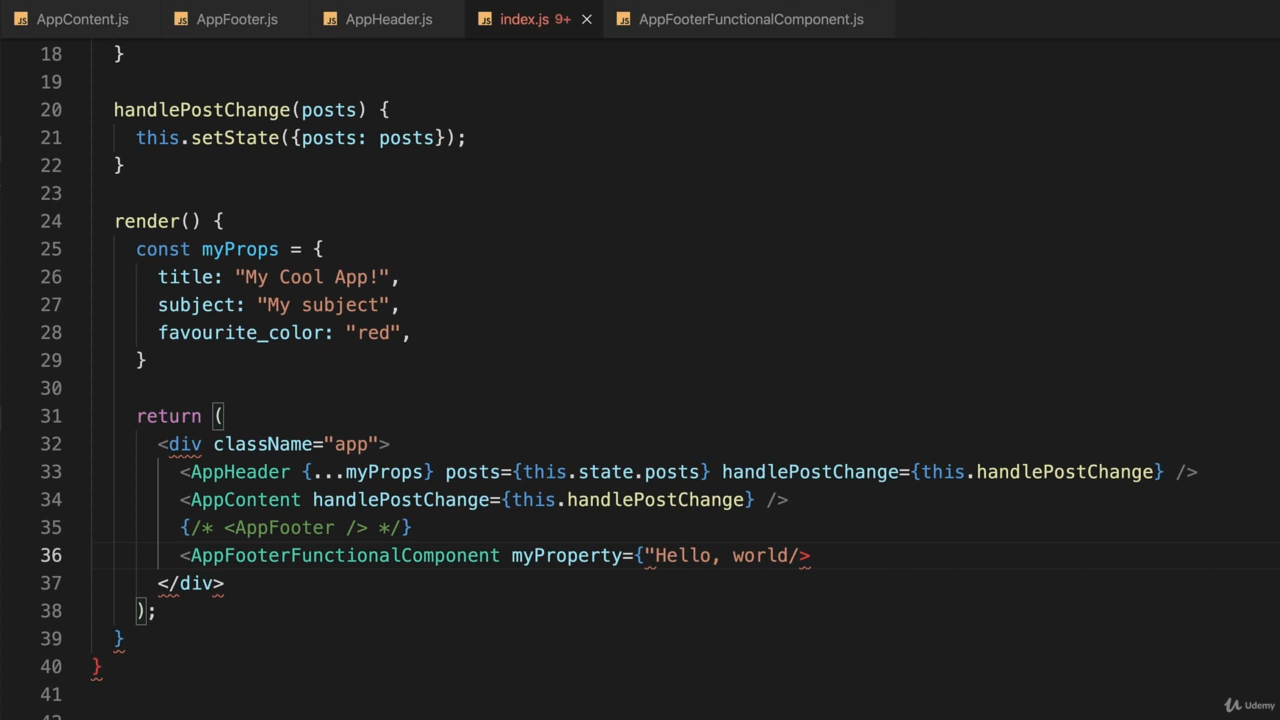 AppContent.js AppFooter.js AppHeader.js index.js 9+ AppFooterFunctionalComponent.js
18 }
19
20 handlePostChange(posts) {
21 this.setState({posts: posts});
22 }
23
24 render() {
25 const myProps = {
26 title: "My Cool App!",
27 subject: "My subject",
28 favourite_color: "red",
29 }
30
31 return (
32 <div className="app">
33 <AppHeader {...myProps} posts={this.state.posts} handlePostChange={this.handlePostChange} />
34 <AppContent handlePostChange={this.handlePostChange} />
35 {/* <AppFooter /> */}
36 <AppFooterFunctionalComponent myProperty={"Hello, world/>
37 </div>
38 );
39 }
40 }
41
Udemy